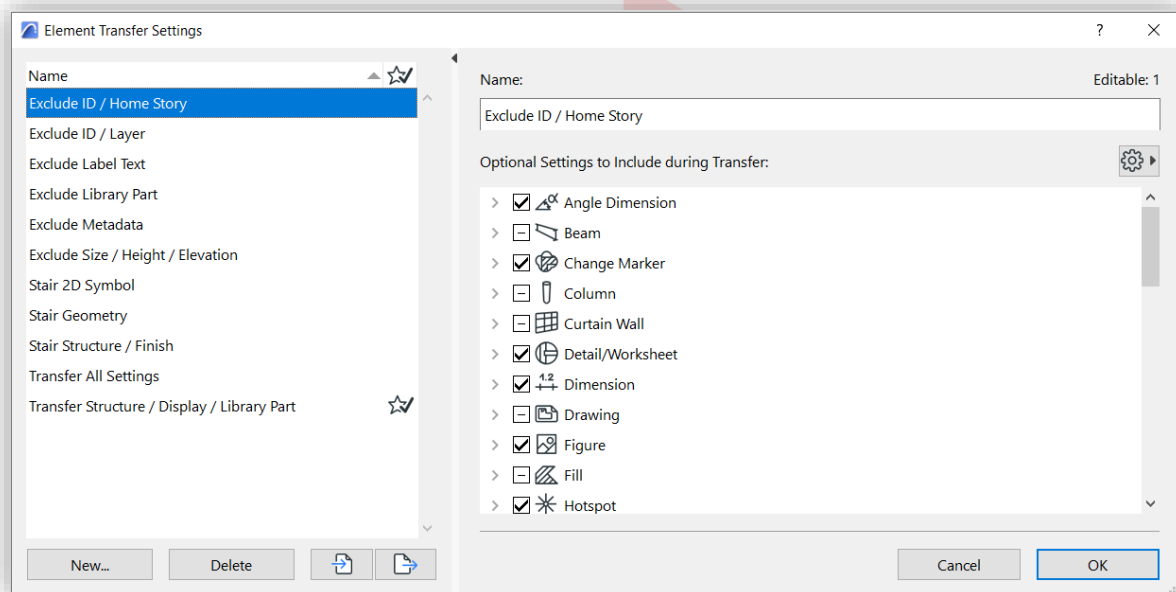 Element Transfer Settings
?
Name
Exclude ID / Home Story
Exclude ID / Layer
Exclude Label Text
Exclude Library Part
Exclude Metadata
Exclude Size / Height / Elevation
Stair 2D Symbol
Stair Geometry
Stair Structure / Finish
Transfer All Settings
Transfer Structure / Display / Library Part
New...
Delete
Name:
Editable: 1
Exclude ID / Home Story
Optional Settings to Include during Transfer:
α Angle Dimension
Beam
Change Marker
Column
Curtain Wall
Detail/Worksheet
1.2 Dimension
Drawing
Figure
Fill
Hotspot
Cancel
OK